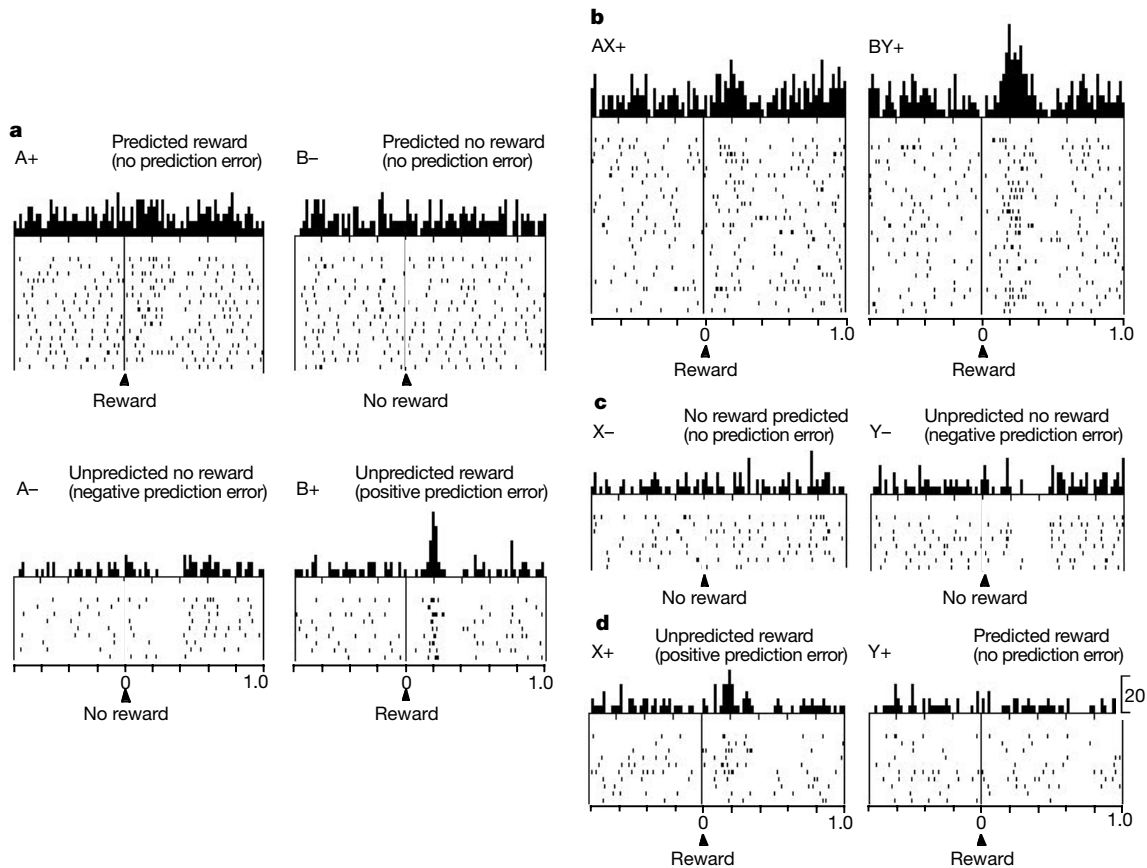 a
A+
Predicted reward
(no prediction error)
Reward
B–
Predicted no reward
(no prediction error)
No reward
A–
Unpredicted no reward
(negative prediction error)
0
1.0
No reward
B+
Unpredicted reward
(positive prediction error)
0
1.0
Reward
b
AX+
0
1.0
Reward
BY+
0
1.0
Reward
c
X–
No reward predicted
(no prediction error)
No reward
Y–
Unpredicted no reward
(negative prediction error)
No reward
d
X+
Unpredicted reward
(positive prediction error)
0
1.0
Reward
Y+
Predicted reward
(no prediction error)
20
0
1.0
Reward